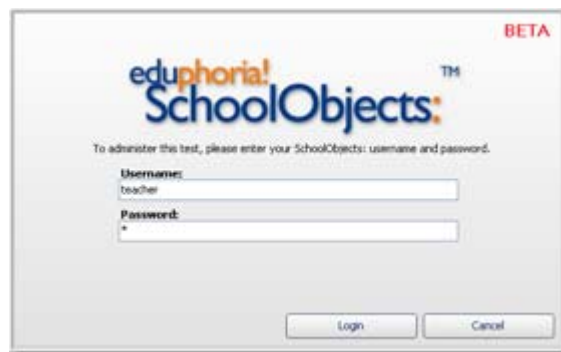 BETA
eduphoria! TM
SchoolObjects:
To administer this test, please enter your SchoolObjects: username and password.
Username:
teacher
Password:
*
Login Cancel